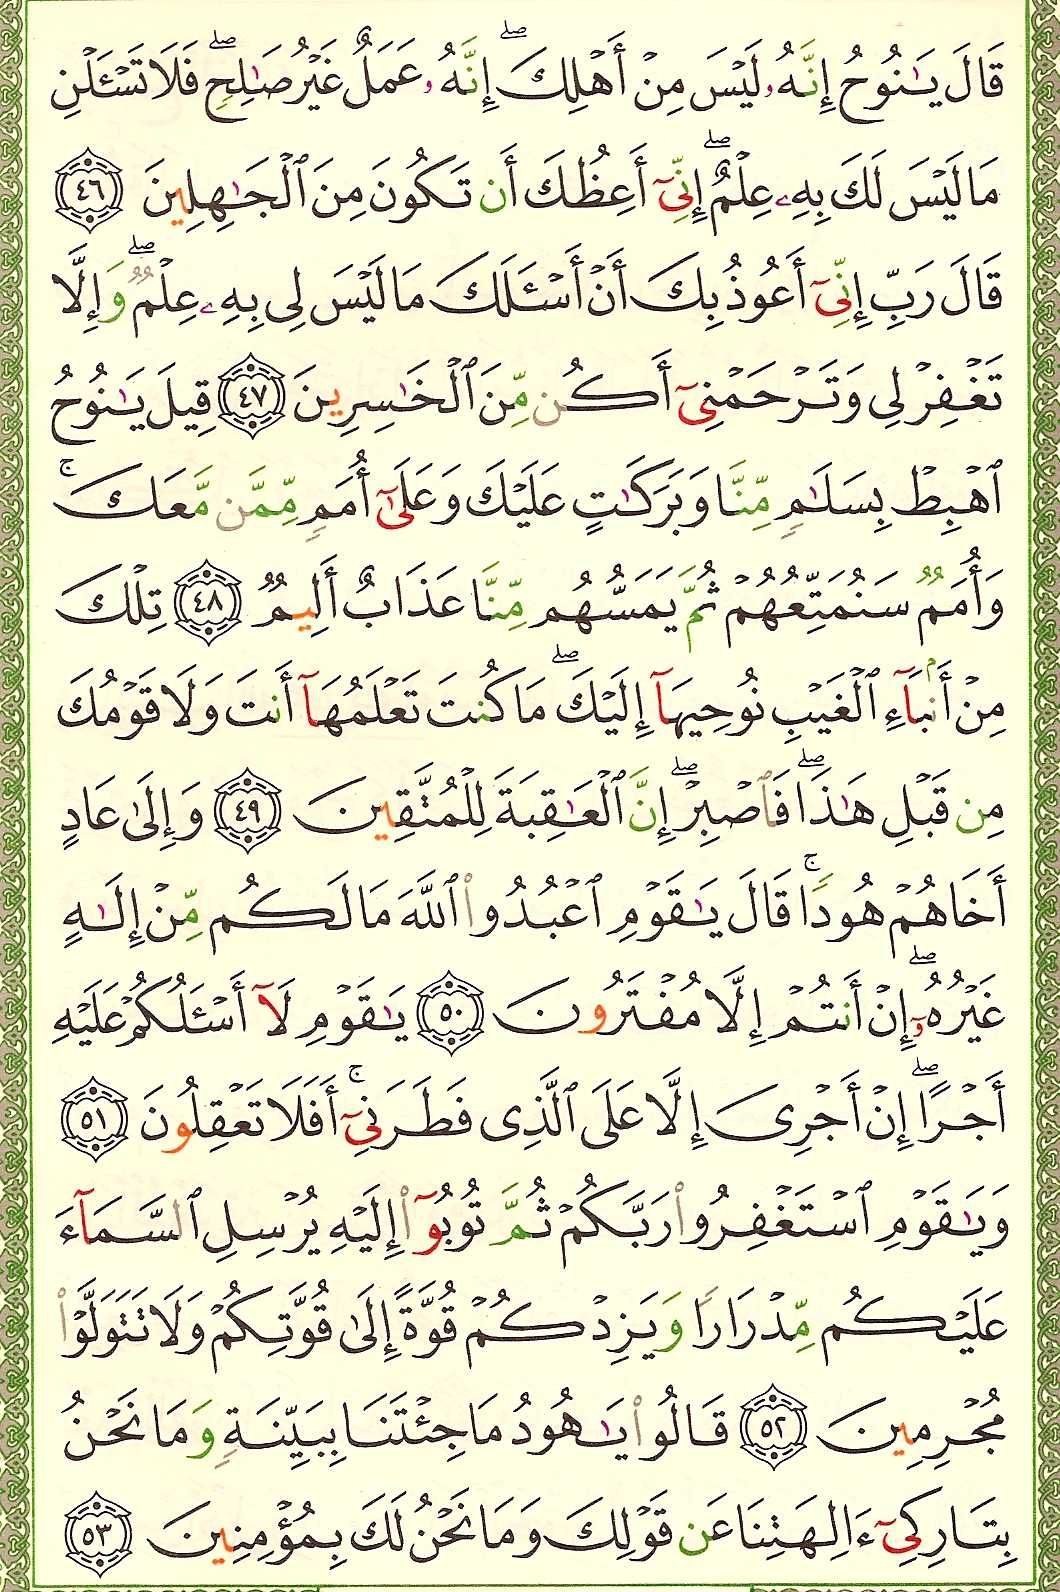 قَالَ يَـٰنُوحُ إِنَّهُۥ لَيۡسَ مِنۡ أَهۡلِكَۖ إِنَّهُۥ عَمَلٌ غَيۡرُ صَـٰلِحٖۖ فَلَا تَسۡـَٔلۡنِ
مَا لَيۡسَ لَكَ بِهِۦ عِلۡمٌۖ إِنِّيٓ أَعِظُكَ أَن تَكُونَ مِنَ ٱلۡجَـٰهِلِينَ ٤٦
قَالَ رَبِّ إِنِّيٓ أَعُوذُ بِكَ أَنۡ أَسۡـَٔلَكَ مَا لَيۡسَ لِي بِهِۦ عِلۡمٞۖ وَإِلَّا
تَغۡفِرۡ لِي وَتَرۡحَمۡنِيٓ أَكُن مِّنَ ٱلۡخَـٰسِرِينَ ٤٧ قِيلَ يَـٰنُوحُ
ٱهۡبِطۡ بِسَلَـٰمٖ مِّنَّا وَبَرَكَـٰتٍ عَلَيۡكَ وَعَلَىٰٓ أُمَمٖ مِّمَّن مَّعَكَۚ
وَأُمَمٞ سَنُمَتِّعُهُمۡ ثُمَّ يَمَسُّهُم مِّنَّا عَذَابٌ أَلِيمٞ ٤٨ تِلۡكَ
مِنۡ أَنۢبَآءِ ٱلۡغَيۡبِ نُوحِيهَآ إِلَيۡكَۖ مَا كُنتَ تَعۡلَمُهَآ أَنتَ وَلَا قَوۡمُكَ
مِن قَبۡلِ هَـٰذَاۖ فَٱصۡبِرۡۖ إِنَّ ٱلۡعَـٰقِبَةَ لِلۡمُتَّقِينَ ٤٩ وَإِلَىٰ عَادٍ
أَخَاهُمۡ هُودٗاۚ قَالَ يَـٰقَوۡمِ ٱعۡبُدُواْ ٱللَّهَ مَا لَكُم مِّنۡ إِلَـٰهٍ
غَيۡرُهُۥٓۖ إِنۡ أَنتُمۡ إِلَّا مُفۡتَرُونَ ٥٠ يَـٰقَوۡمِ لَآ أَسۡـَٔلُكُمۡ عَلَيۡهِ
أَجۡرًاۖ إِنۡ أَجۡرِيَ إِلَّا عَلَى ٱلَّذِي فَطَرَنِيٓۚ أَفَلَا تَعۡقِلُونَ ٥١
وَيَـٰقَوۡمِ ٱسۡتَغۡفِرُواْ رَبَّكُمۡ ثُمَّ تُوبُوٓاْ إِلَيۡهِ يُرۡسِلِ ٱلسَّمَآءَ
عَلَيۡكُم مِّدۡرَارٗا وَيَزِدۡكُمۡ قُوَّةً إِلَىٰ قُوَّتِكُمۡ وَلَا تَتَوَلَّوۡاْ
مُجۡرِمِينَ ٥٢ قَالُواْ يَـٰهُودُ مَا جِئۡتَنَا بِبَيِّنَةٖ وَمَا نَحۡنُ
بِتَارِكِيٓ ءَالِهَتِنَا عَن قَوۡلِكَ وَمَا نَحۡنُ لَكَ بِمُؤۡمِنِينَ ٥٣